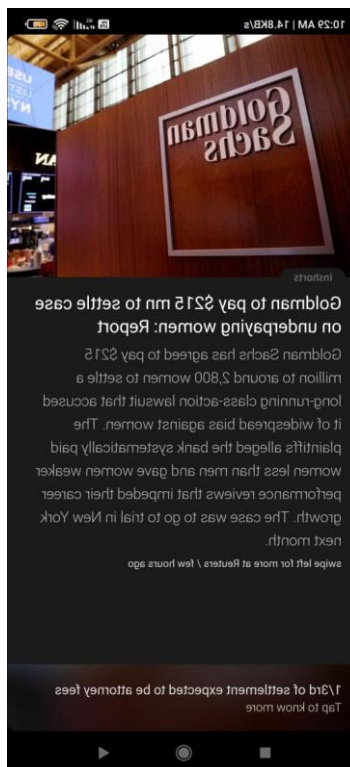 10:29 AM | 14.8KB/s
Goldman
Sachs
inshorts
Goldman to pay $215 mn to settle case
on underpaying women: Report
Goldman Sachs has agreed to pay $215
million to around 2,800 women to settle a
long-running class-action lawsuit that accused
it of widespread bias against women. The
plaintiffs alleged the bank systematically paid
women less than men and gave women weaker
performance reviews that impeded their career
growth. The case was to go to trial in New York
next month.
swipe left for more at Reuters / few hours ago
1/3rd of settlement expected to be attorney fees
Tap to know more